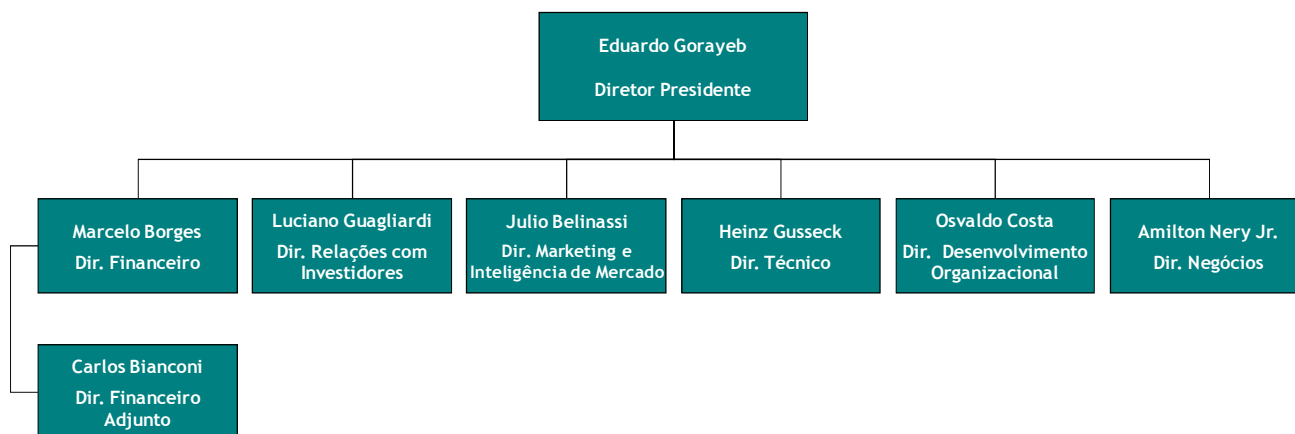 Eduardo Gorayeb
Diretor Presidente
Marcelo Borges
Dir. Financeiro
Luciano Guagliardi
Dir. Relações com
Investidores
Julio Belinassi
Dir. Marketing e
Inteligência de Mercado
Heinz Gusseck
Dir. Técnico
Osvaldo Costa
Dir. Desenvolvimento
Organizacional
Amilton Nery Jr.
Dir. Negócios
Carlos Bianconi
Dir. Financeiro
Adjunto